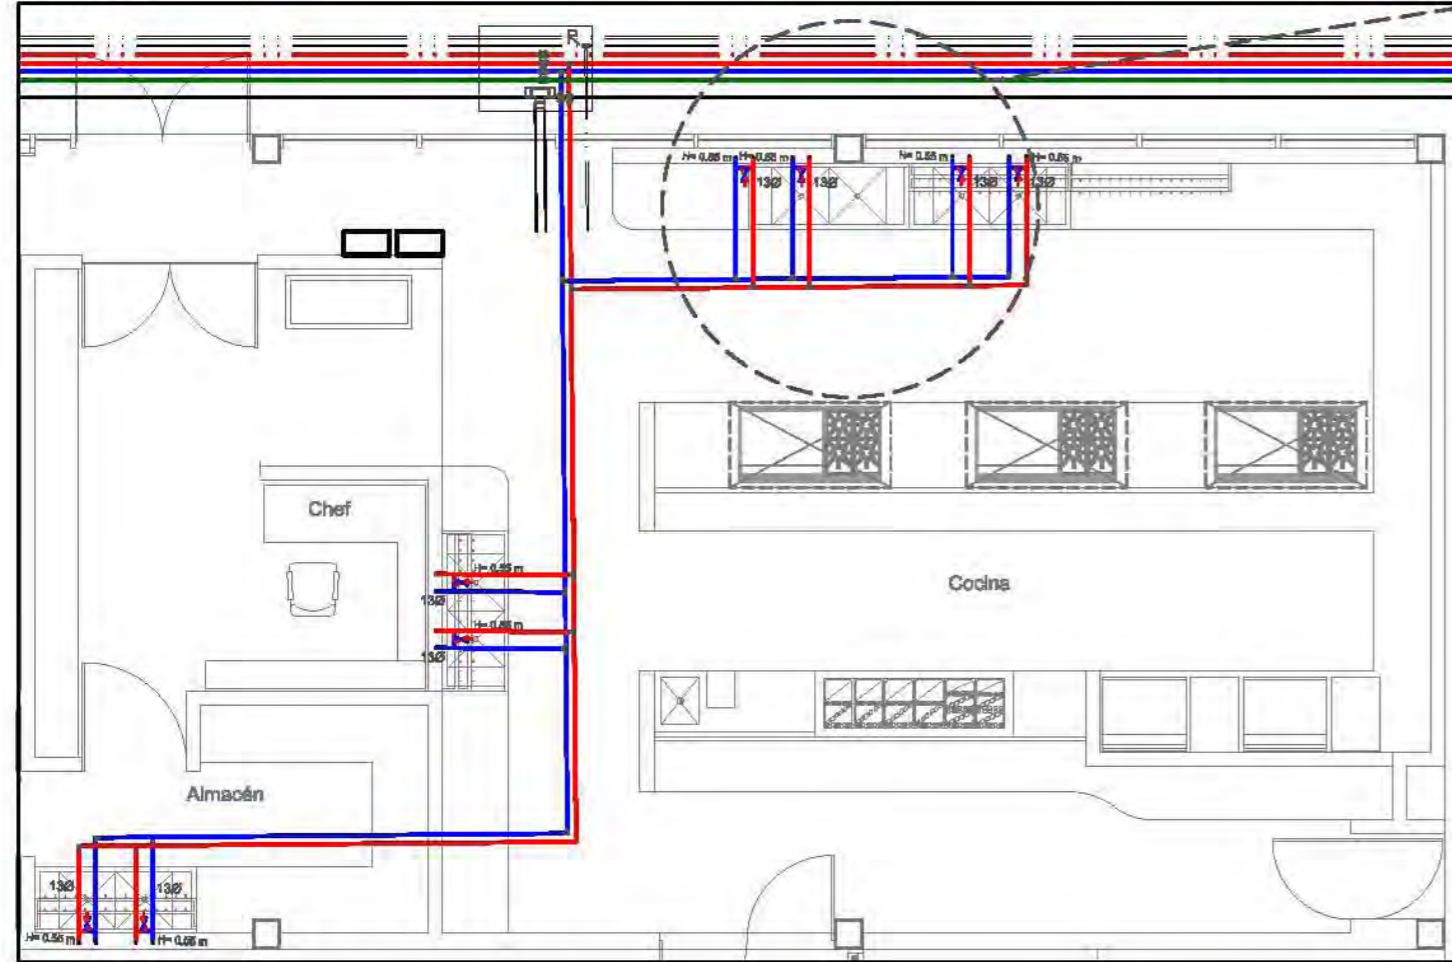 R.
H= 0.55 m H= 0.55 m H= 0.55 m H= 0.55 m
13Ø 13Ø 13Ø 13Ø
Chef
H= 0.55 m
13Ø
Cocina
H= 0.55 m
13Ø
Almacén
13Ø 13Ø
H= 0.55 m H= 0.55 m